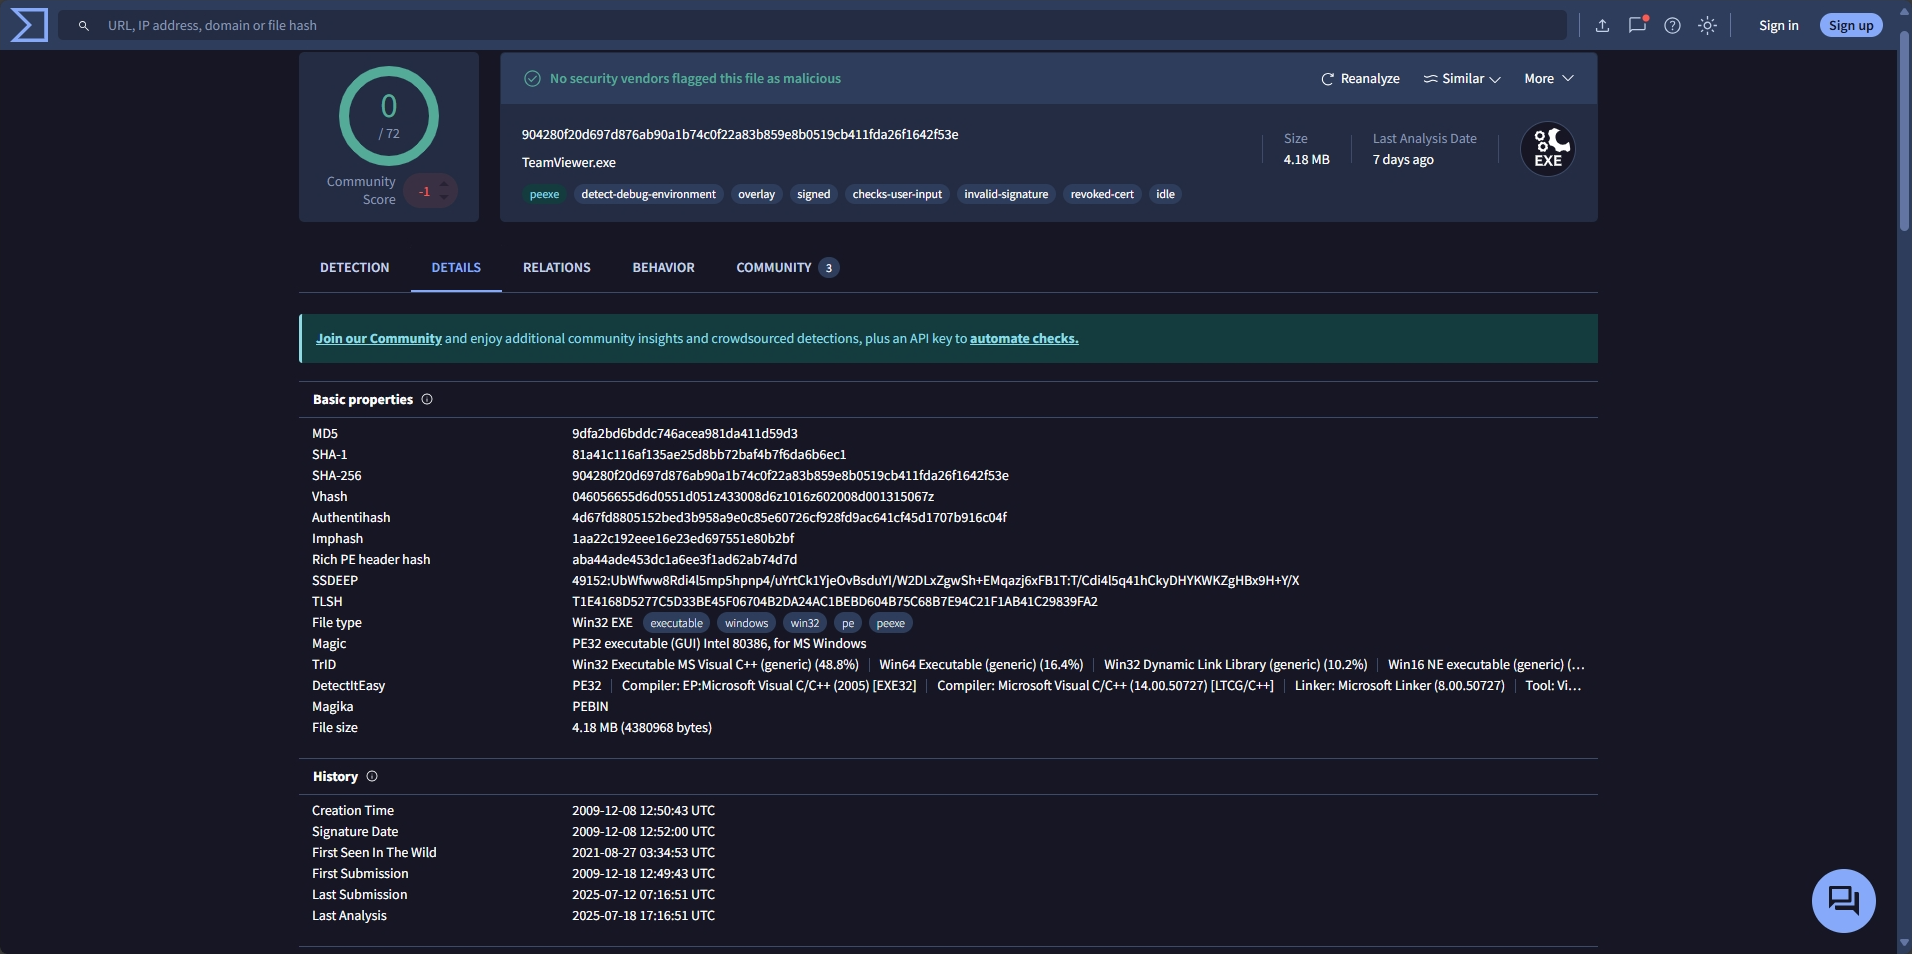 URL, IP address, domain or file hash
Sign in
Sign up
0
/ 72
Community
Score
-1
No security vendors flagged this file as malicious
Reanalyze
Similar
More
904280f20d697d876ab90a1b74c0f22a83b859e8b0519cb411fda26f1642f53e
TeamViewer.exe
peexe detect-debug-environment overlay signed checks-user-input invalid-signature revoked-cert idle
Size
4.18 MB
Last Analysis Date
7 days ago
EXE
DETECTION DETAILS RELATIONS BEHAVIOR COMMUNITY 3
Join our Community and enjoy additional community insights and crowdsourced detections, plus an API key to automate checks.
Basic properties
MD5 9dfa2bd6bddc746acea981da411d59d3
SHA-1 81a41c116af135ae25d8bb72baf4b7f6da6b6ec1
SHA-256 904280f20d697d876ab90a1b74c0f22a83b859e8b0519cb411fda26f1642f53e
Vhash 046056655d6d0551d051z433008d6z1016z602008d001315067z
Authentihash 4d67fd8805152bed3b958a9e0c85e60726cf928fd9ac641cf45d1707b916c04f
Imphash 1aa22c192eee16e23ed697551e80b2bf
Rich PE header hash aba44ade453dc1a6ee3f1ad62ab74d7d
SSDEEP 49152:UbWfww8Rdi4l5mp5hpnp4/uYrtCk1YjeOvBsduYI/W2DLxZgwSh+EMqazj6xFB1T:T/Cdi4l5q41hCkyDHYKWKZgHBx9H+Y/X
TLSH T1E4168D5277C5D33BE45F06704B2DA24AC1BEBD604B75C68B7E94C21F1AB41C29839FA2
File type Win32 EXE executable windows win32 pe peexe
Magic PE32 executable (GUI) Intel 80386, for MS Windows
TrID Win32 Executable MS Visual C++ (generic) (48.8%) Win64 Executable (generic) (16.4%) Win32 Dynamic Link Library (generic) (10.2%) Win16 NE executable (generic) (...
DetectItEasy PE32 Compiler: EP:Microsoft Visual C/C++ (2005) [EXE32] Compiler: Microsoft Visual C/C++ (14.00.50727) [LTCG/C++] Linker: Microsoft Linker (8.00.50727) Tool: Vi...
Magika PEBIN
File size 4.18 MB (4380968 bytes)
History
Creation Time 2009-12-08 12:50:43 UTC
Signature Date 2009-12-08 12:52:00 UTC
First Seen In The Wild 2021-08-27 03:34:53 UTC
First Submission 2009-12-18 12:49:43 UTC
Last Submission 2025-07-12 07:16:51 UTC
Last Analysis 2025-07-18 17:16:51 UTC